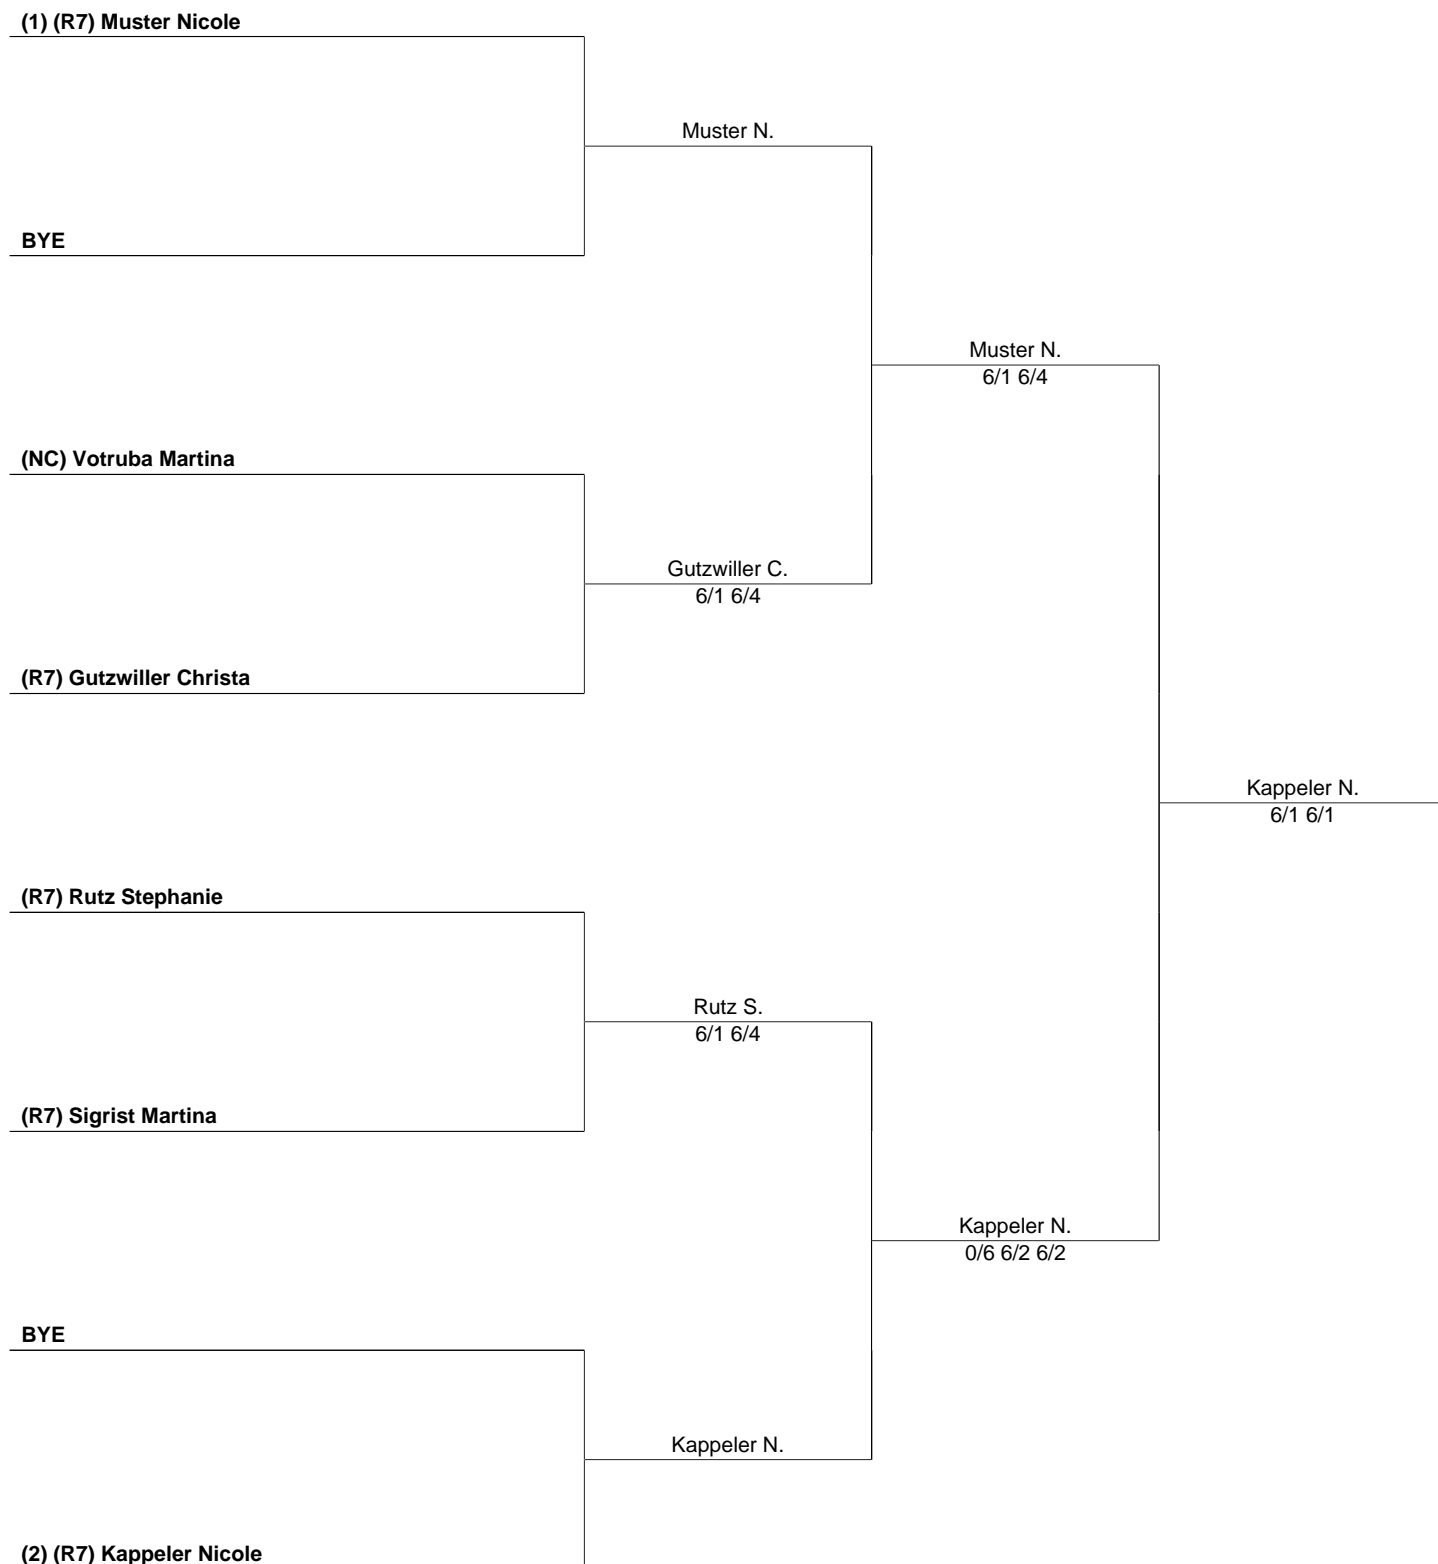 (1) (R7) Muster Nicole
Muster N.
BYE
Muster N.
6/1 6/4
(NC) Votruba Martina
Gutzwiller C.
6/1 6/4
(R7) Gutzwiller Christa
Kappeler N.
6/1 6/1
(R7) Rutz Stephanie
Rutz S.
6/1 6/4
(R7) Sigrist Martina
Kappeler N.
0/6 6/2 6/2
BYE
Kappeler N.
(2) (R7) Kappeler Nicole